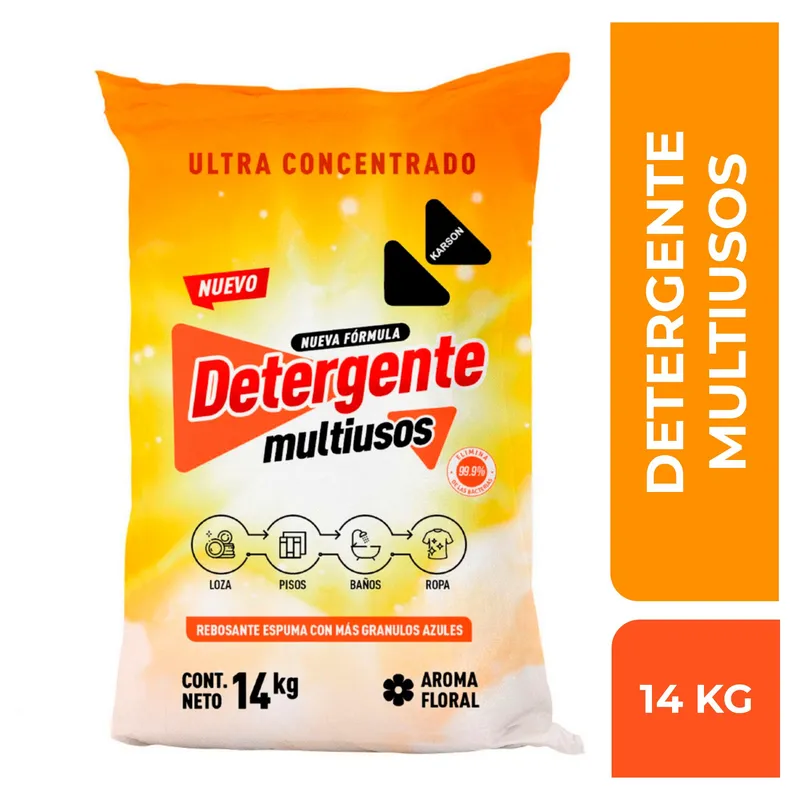 ULTRA CONCENTRADO
KARSON
NUEVO
NUEVA FÓRMULA
Detergente
multiusos
ELIMINA
99.9%
DE LAS BACTERIAS
LOZA
PISOS
BAÑOS
ROPA
REBOSANTE ESPUMA CON MÁS GRANULOS AZULES
CONT.
NETO
14kg
AROMA
FLORAL
DETERGENTE
MULTIUSOS
14 KG